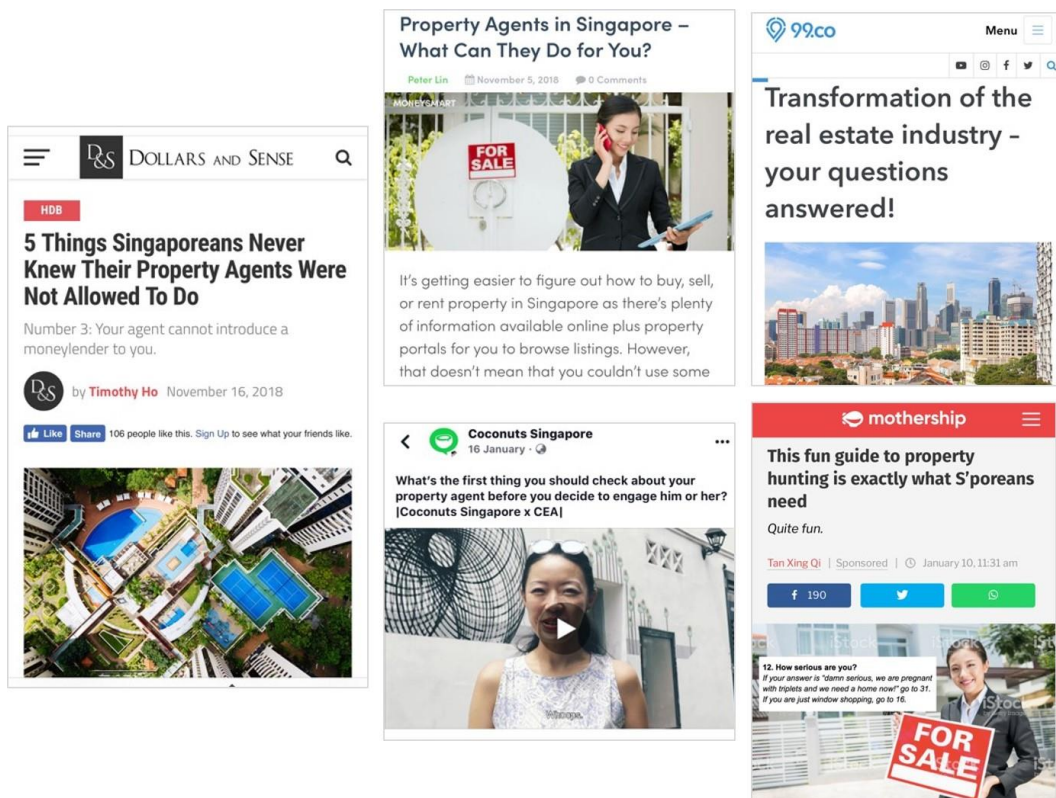 D&S DOLLARS AND SENSE
HDB
5 Things Singaporeans Never
Knew Their Property Agents Were
Not Allowed To Do
Number 3: Your agent cannot introduce a
moneylender to you.
D&S by Timothy Ho November 16, 2018
Like Share 106 people like this. Sign Up to see what your friends like.
Property Agents in Singapore –
What Can They Do for You?
Peter Lin November 5, 2018 0 Comments
MONEYSMART
FOR
SALE
It's getting easier to figure out how to buy, sell,
or rent property in Singapore as there's plenty
of information available online plus property
portals for you to browse listings. However,
that doesn't mean that you couldn't use some
Coconuts Singapore
16 January ·
What's the first thing you should check about your
property agent before you decide to engage him or her?
|Coconuts Singapore x CEA|
Whoops.
99.co Menu
Transformation of the
real estate industry –
your questions
answered!
mothership
This fun guide to property
hunting is exactly what S'poreans
need
Quite fun.
Tan Xing Qi | Sponsored | January 10, 11:31 am
190
iStock
12. How serious are you?
If your answer is "damn serious, we are pregnant
with triplets and we need a home now!" go to 31.
If you are just window shopping, go to 16.
iStock
FOR
SALE